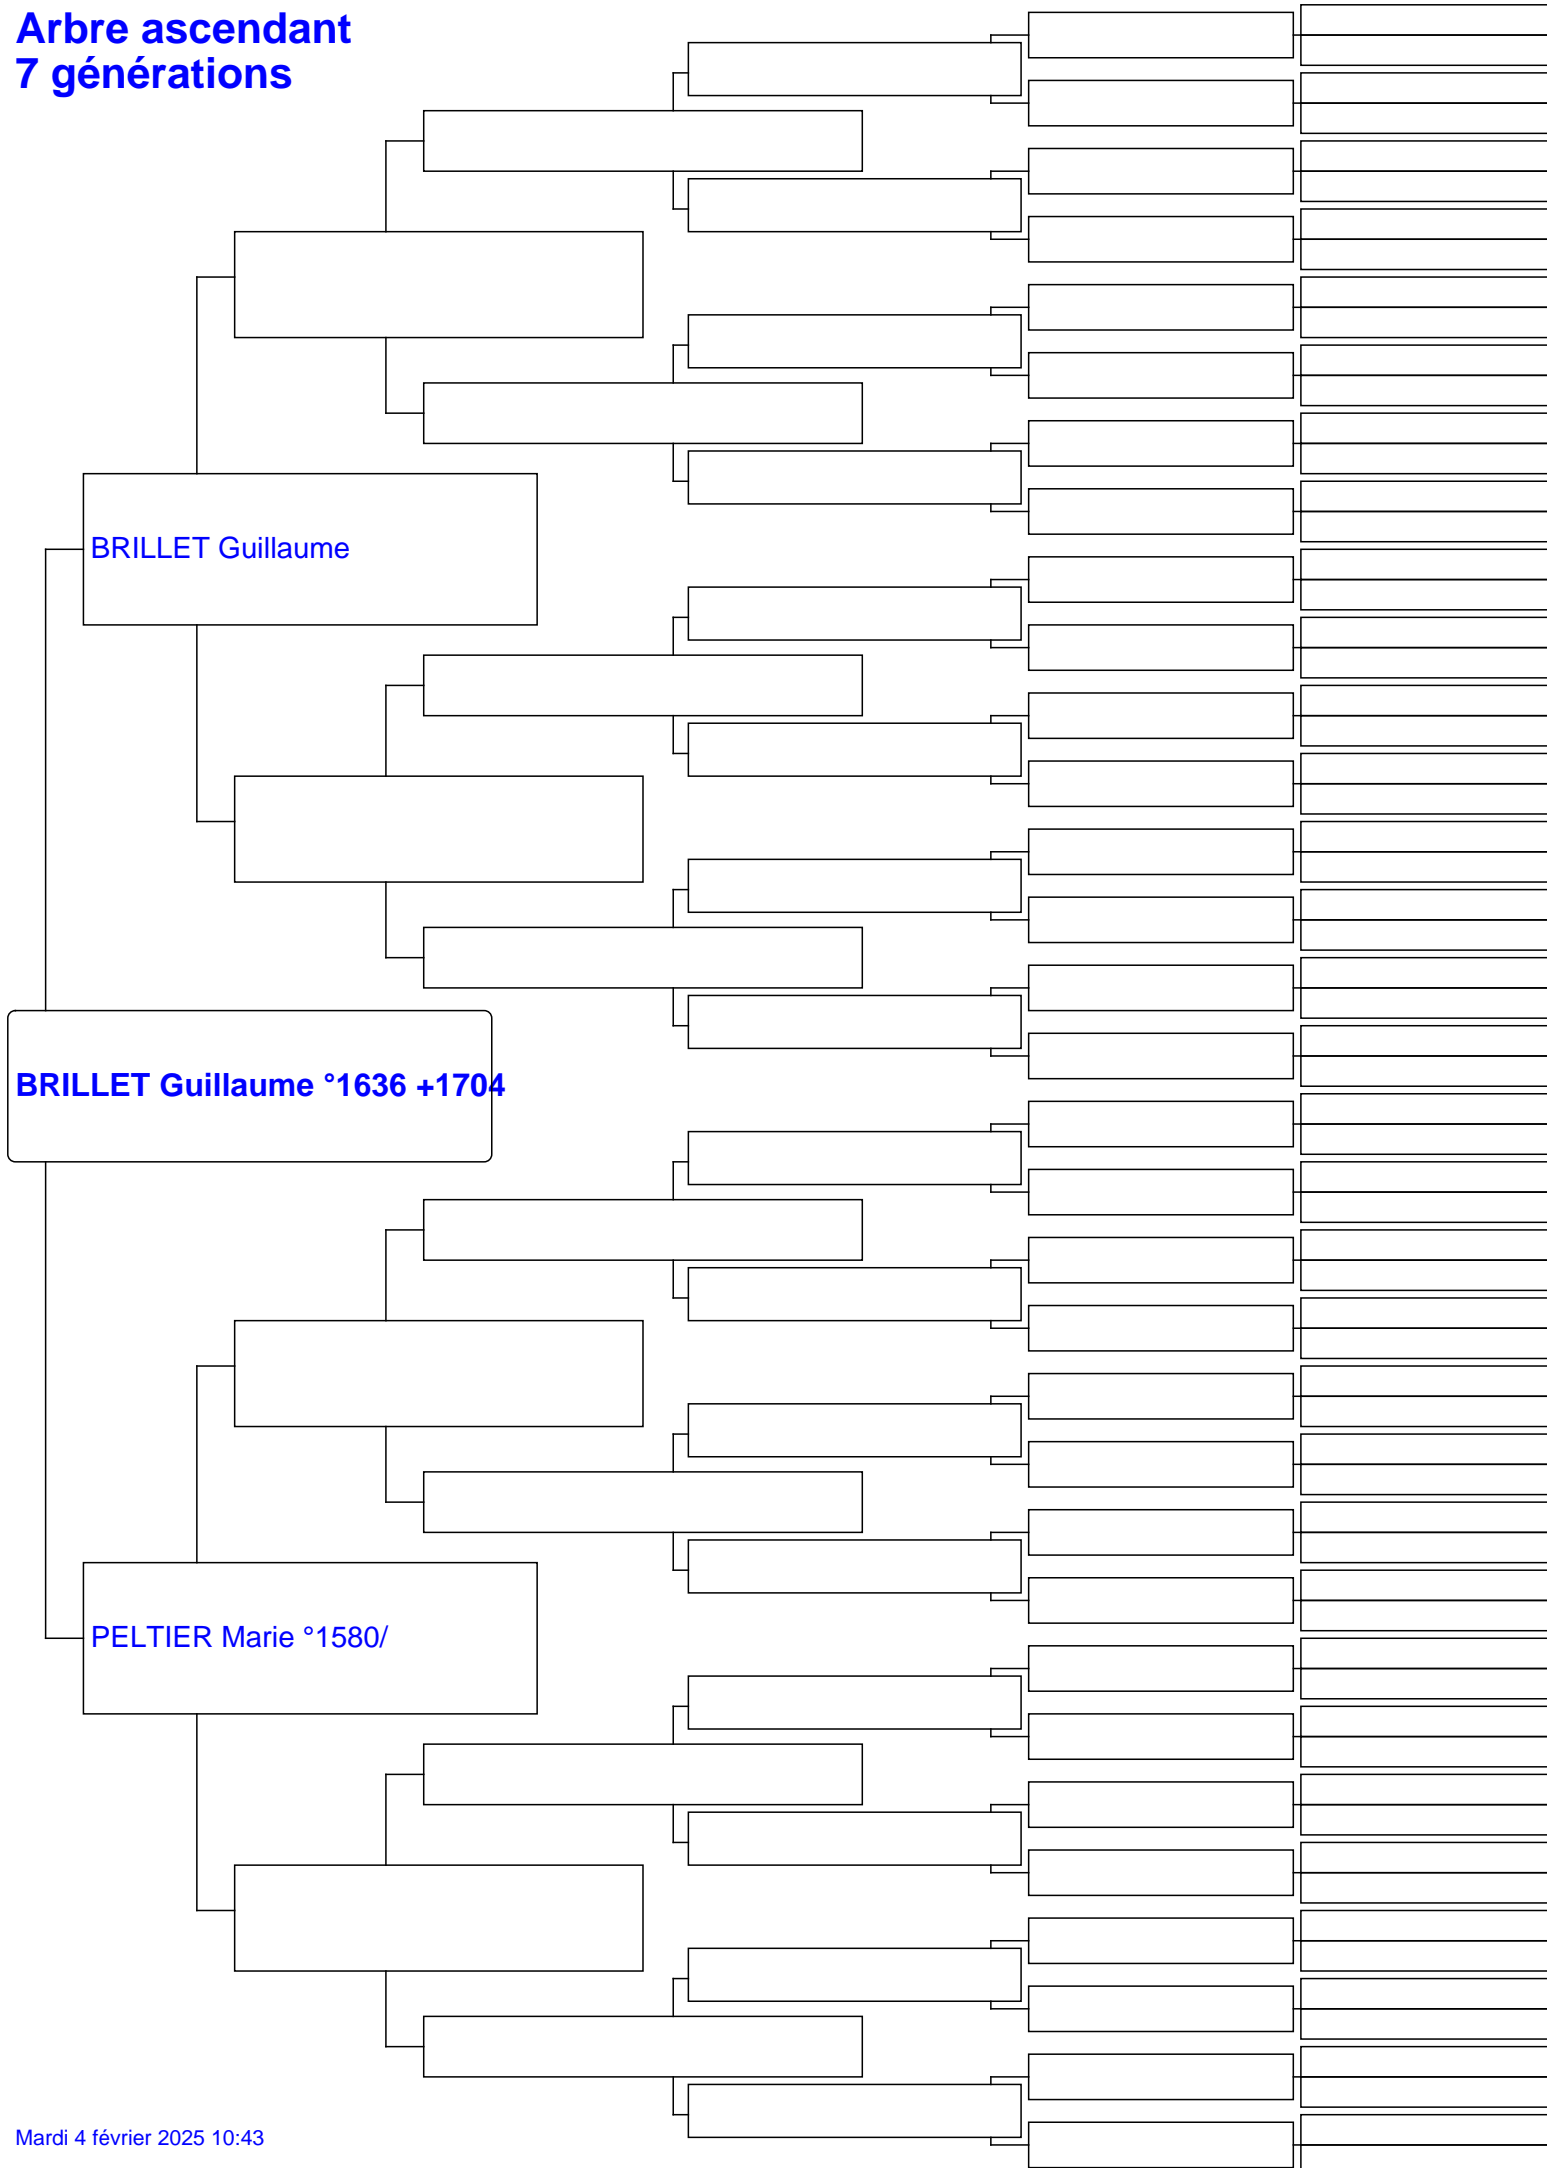 Arbre ascendant
7 générations
BRILLET Guillaume
BRILLET Guillaume °1636 +1704
PELTIER Marie °1580/
Mardi 4 février 2025 10:43